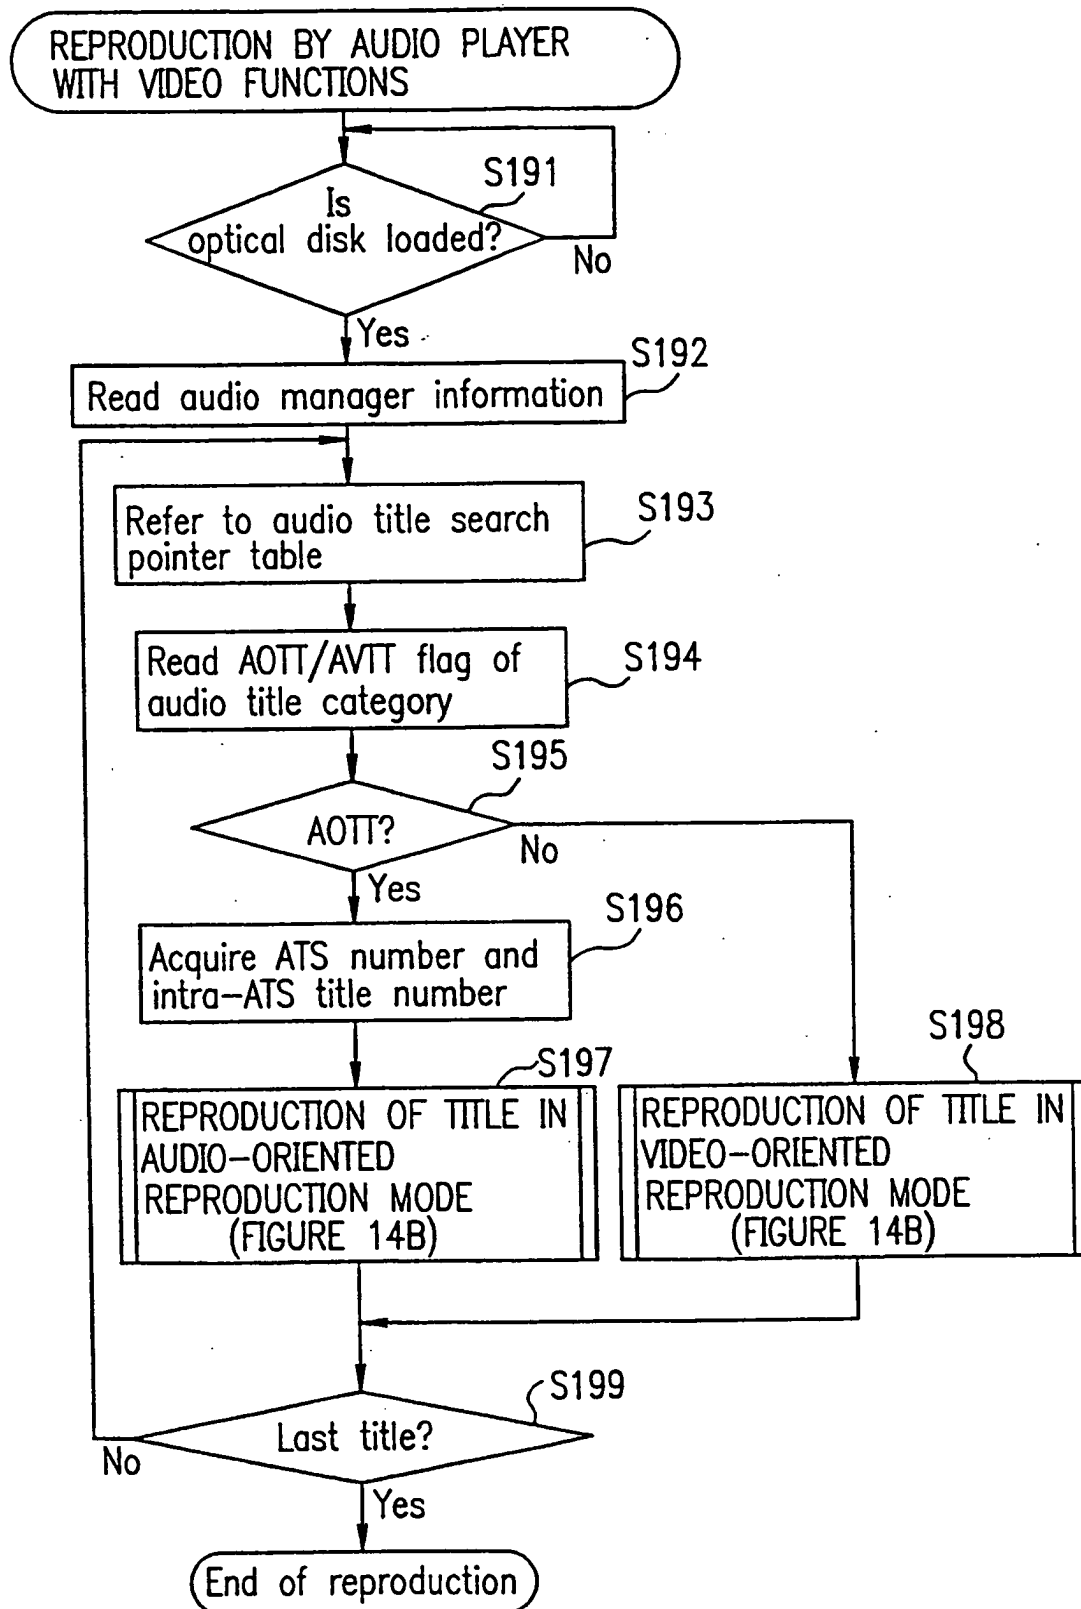 REPRODUCTION BY AUDIO PLAYER
WITH VIDEO FUNCTIONS
S191
Is
optical disk loaded?
No
Yes
S192
Read audio manager information
S193
Refer to audio title search
pointer table
S194
Read AOTT/AVTT flag of
audio title category
S195
AOTT?
No
Yes
S196
Acquire ATS number and
intra-ATS title number
S197
REPRODUCTION OF TITLE IN
AUDIO-ORIENTED
REPRODUCTION MODE
(FIGURE 14B)
S198
REPRODUCTION OF TITLE IN
VIDEO-ORIENTED
REPRODUCTION MODE
(FIGURE 14B)
S199
Last title?
No
Yes
End of reproduction